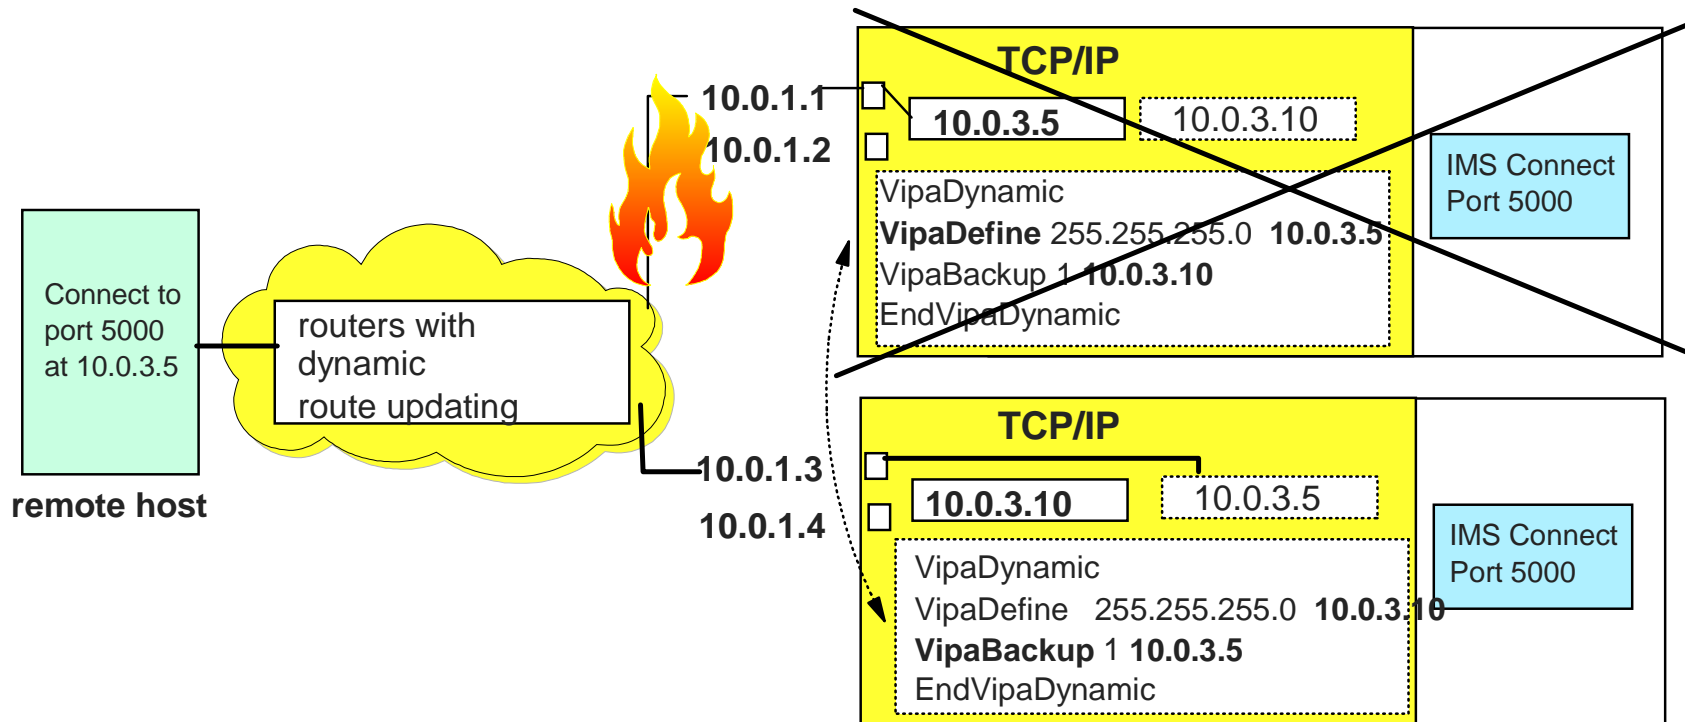 TCP/IP
10.0.1.1
10.0.1.2
10.0.3.5
10.0.3.10
VipaDynamic
VipaDefine 255.255.255.0 10.0.3.5
VipaBackup 1 10.0.3.10
EndVipaDynamic
IMS Connect
Port 5000
Connect to
port 5000
at 10.0.3.5
remote host
routers with
dynamic
route updating
TCP/IP
10.0.1.3
10.0.1.4
10.0.3.10
10.0.3.5
VipaDynamic
VipaDefine 255.255.255.0 10.0.3.10
VipaBackup 1 10.0.3.5
EndVipaDynamic
IMS Connect
Port 5000